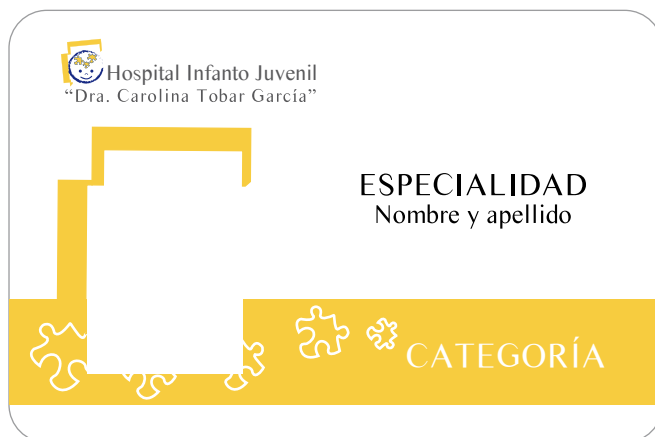 Hospital Infanto Juvenil
“Dra. Carolina Tobar García”
ESPECIALIDAD
Nombre y apellido
CATEGORÍA